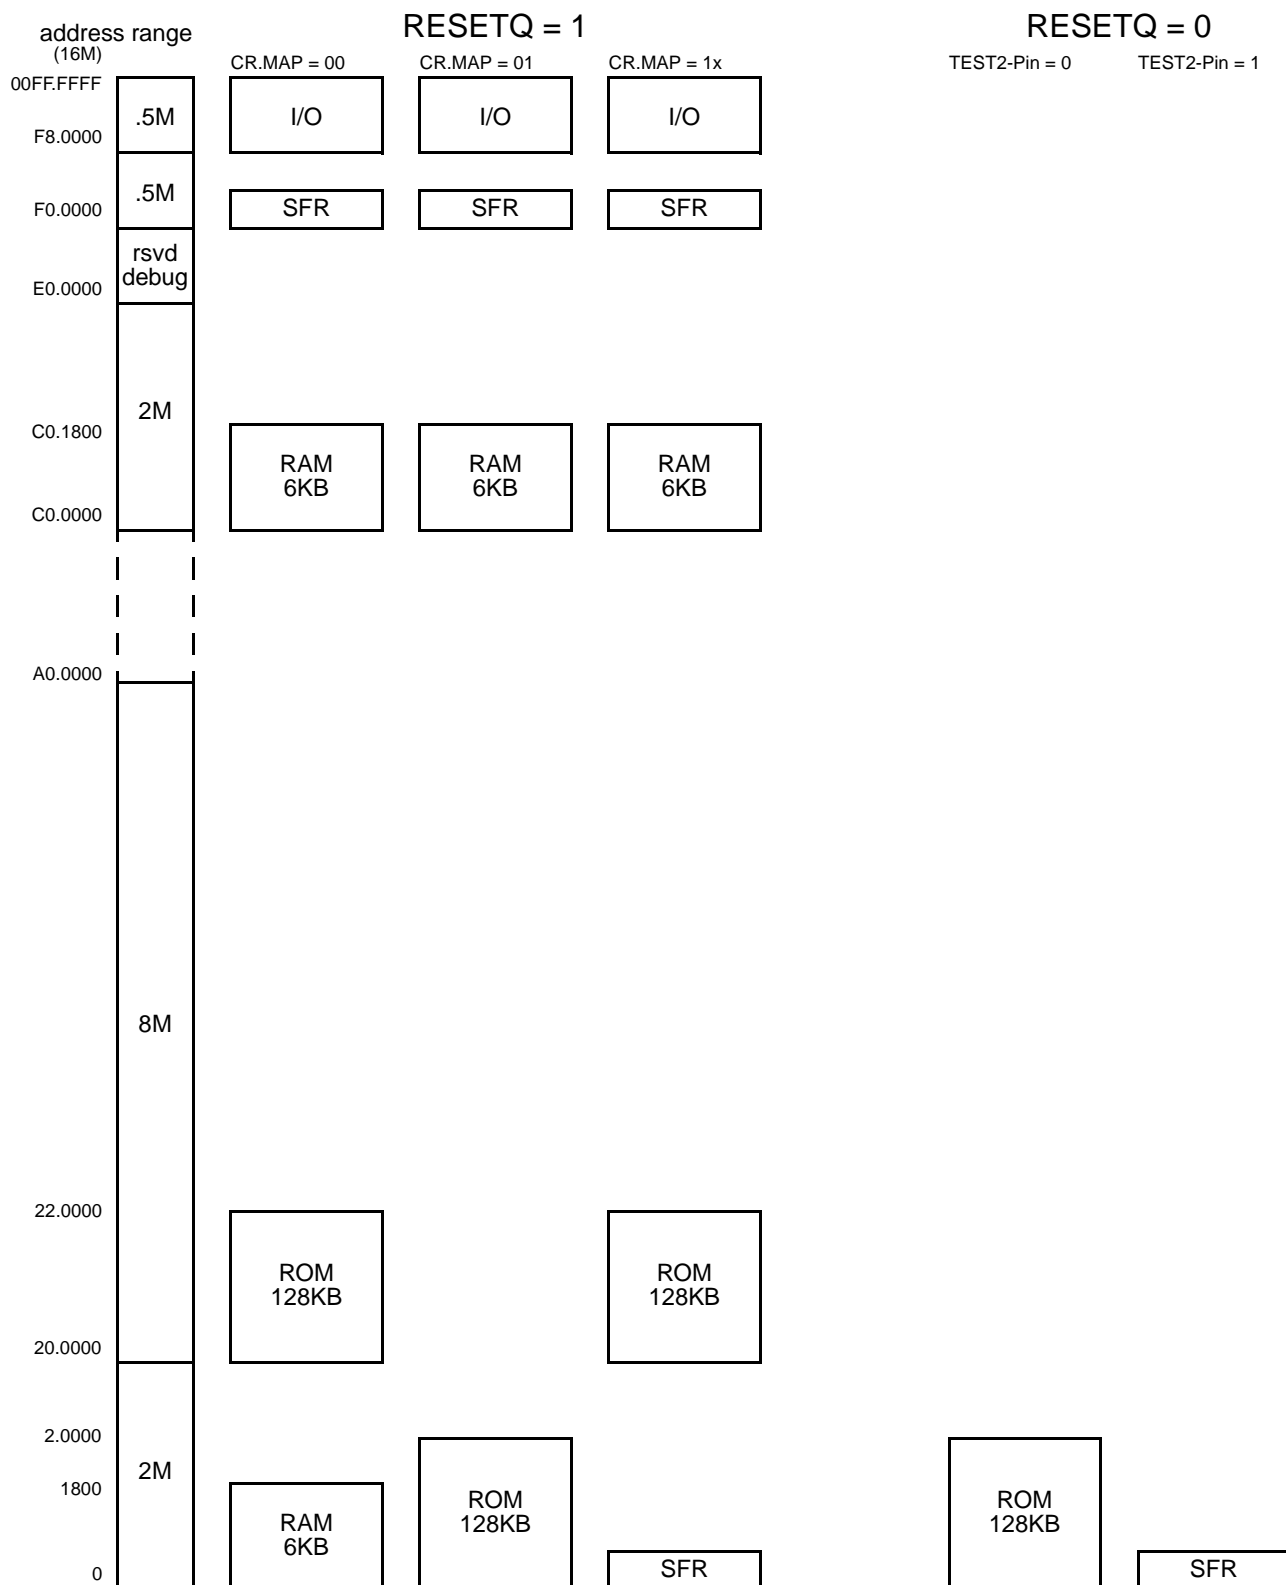 address range
(16M)
RESETQ = 1
RESETQ = 0
CR.MAP = 00
CR.MAP = 01
CR.MAP = 1x
TEST2-Pin = 0
TEST2-Pin = 1
00FF.FFFF
.5M
I/O
I/O
I/O
F8.0000
.5M
F0.0000
SFR
SFR
SFR
rsvd
debug
E0.0000
2M
C0.1800
RAM
6KB
RAM
6KB
RAM
6KB
C0.0000
A0.0000
8M
22.0000
ROM
128KB
ROM
128KB
20.0000
2.0000
2M
1800
RAM
6KB
ROM
128KB
ROM
128KB
0
SFR
SFR